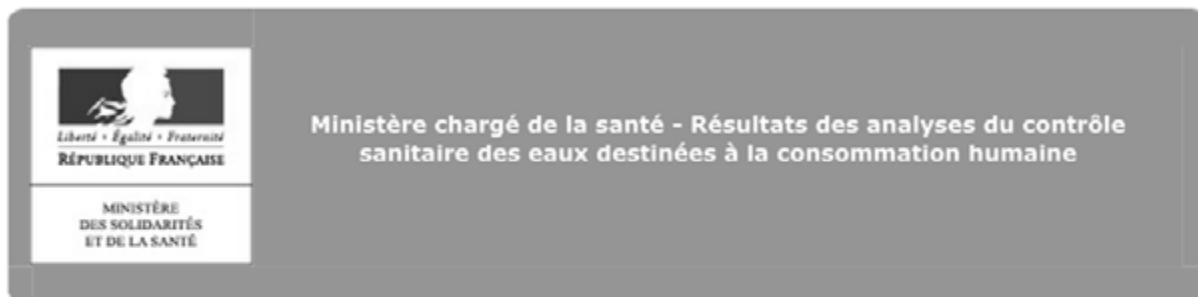 Liberté • Égalité • Fraternité
RÉPUBLIQUE FRANÇAISE
MINISTÈRE
DES SOLIDARITÉS
ET DE LA SANTÉ
Ministère chargé de la santé - Résultats des analyses du contrôle
sanitaire des eaux destinées à la consommation humaine